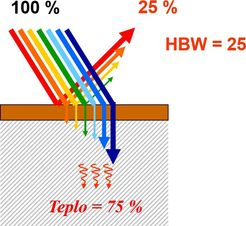 100 %
25 %
HBW = 25
Teplo = 75 %